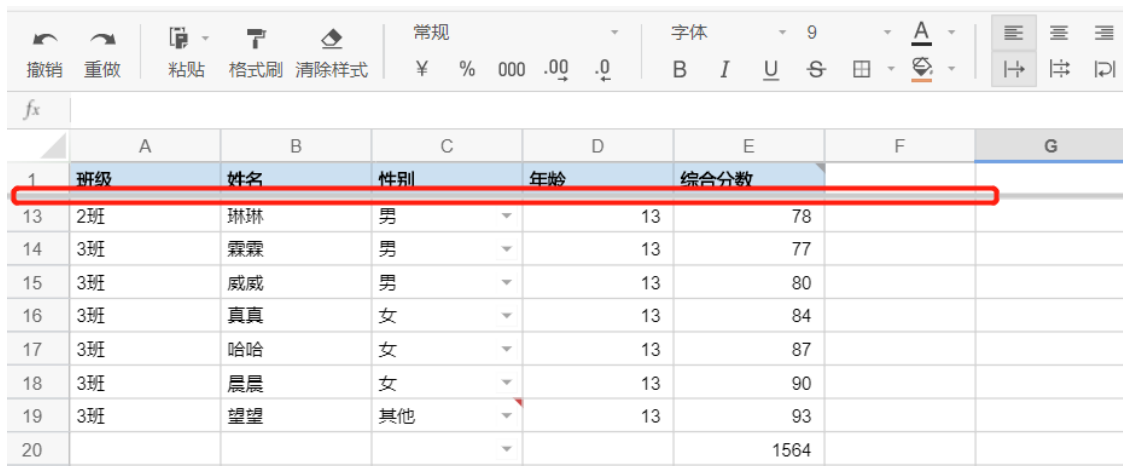 常规 字体 9 A
撤销 重做 粘贴 格式刷 清除样式 ¥ % 000 .00 .0 B I U S
fx
A B C D E F G
1 班级 姓名 性别 年龄 综合分数
13 2班 琳琳 男 13 78
14 3班 霖霖 男 13 77
15 3班 威威 男 13 80
16 3班 真真 女 13 84
17 3班 哈哈 女 13 87
18 3班 晨晨 女 13 90
19 3班 望望 其他 13 93
20 1564